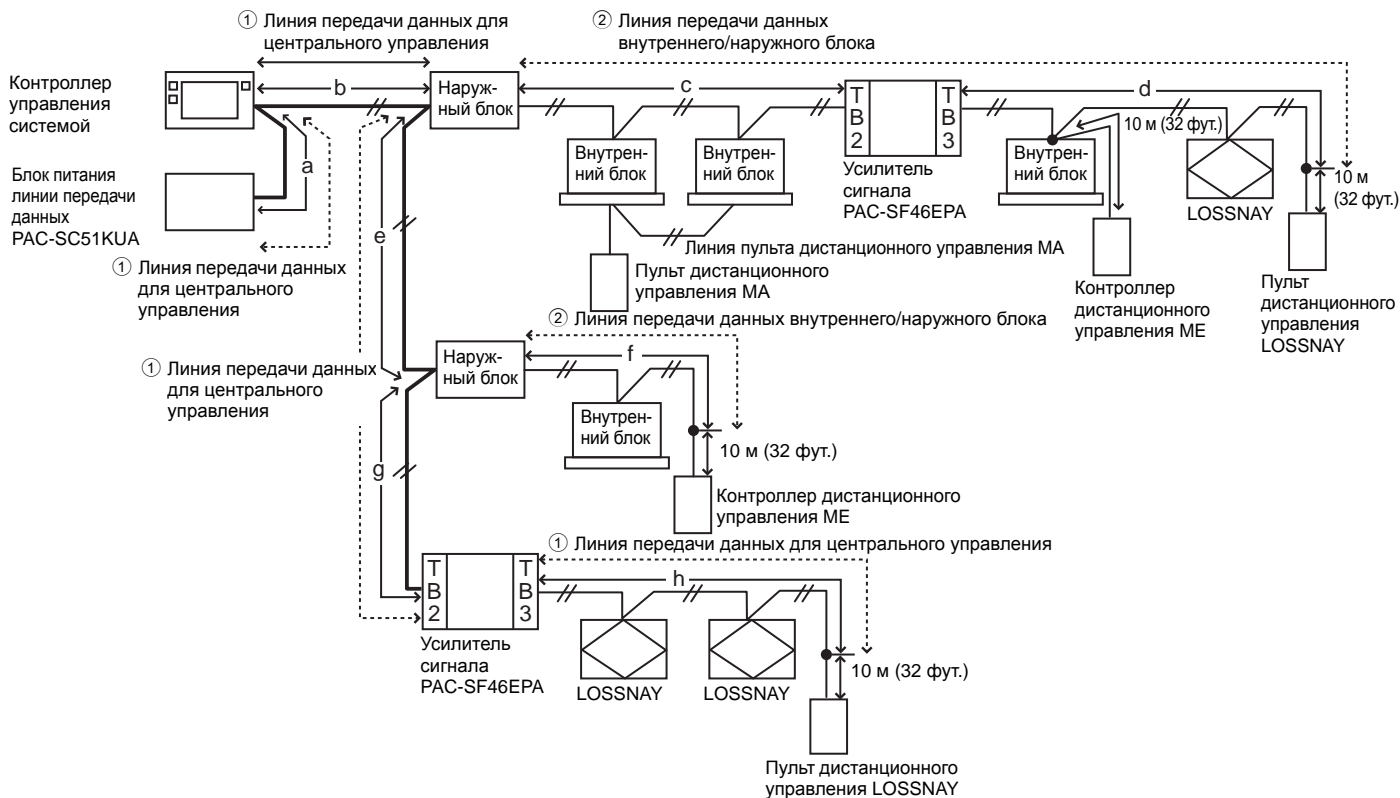 ① Линия передачи данных для
центрального управления
② Линия передачи данных
внутреннего/наружного блока
Контроллер
управления
системой
b
Наруж-
ный блок
c
T
B
2
T
B
3
d
10 м (32 фут.)
Внутрен-
ний блок
Внутрен-
ний блок
Внутрен-
ний блок
10 м
(32 фут.)
Блок питания
линии передачи
данных
PAC-SC51KUA
a
Усилитель
сигнала
PAC-SF46EPA
LOSSNAY
e
Линия пульта дистанционного управления MA
Пульт дистанционного
управления MA
① Линия передачи данных
для центрального
управления
Контроллер
дистанционного
управления ME
Пульт
дистанционного
управления
LOSSNAY
② Линия передачи данных внутреннего/наружного блока
① Линия передачи данных
для центрального
управления
Наруж-
ный блок
f
Внутрен-
ний блок
10 м (32 фут.)
g
Контроллер дистанционного
управления ME
① Линия передачи данных для центрального управления
T
B
2
T
B
3
h
Усилитель
сигнала
PAC-SF46EPA
LOSSNAY
LOSSNAY
10 м (32 фут.)
Пульт дистанционного
управления LOSSNAY